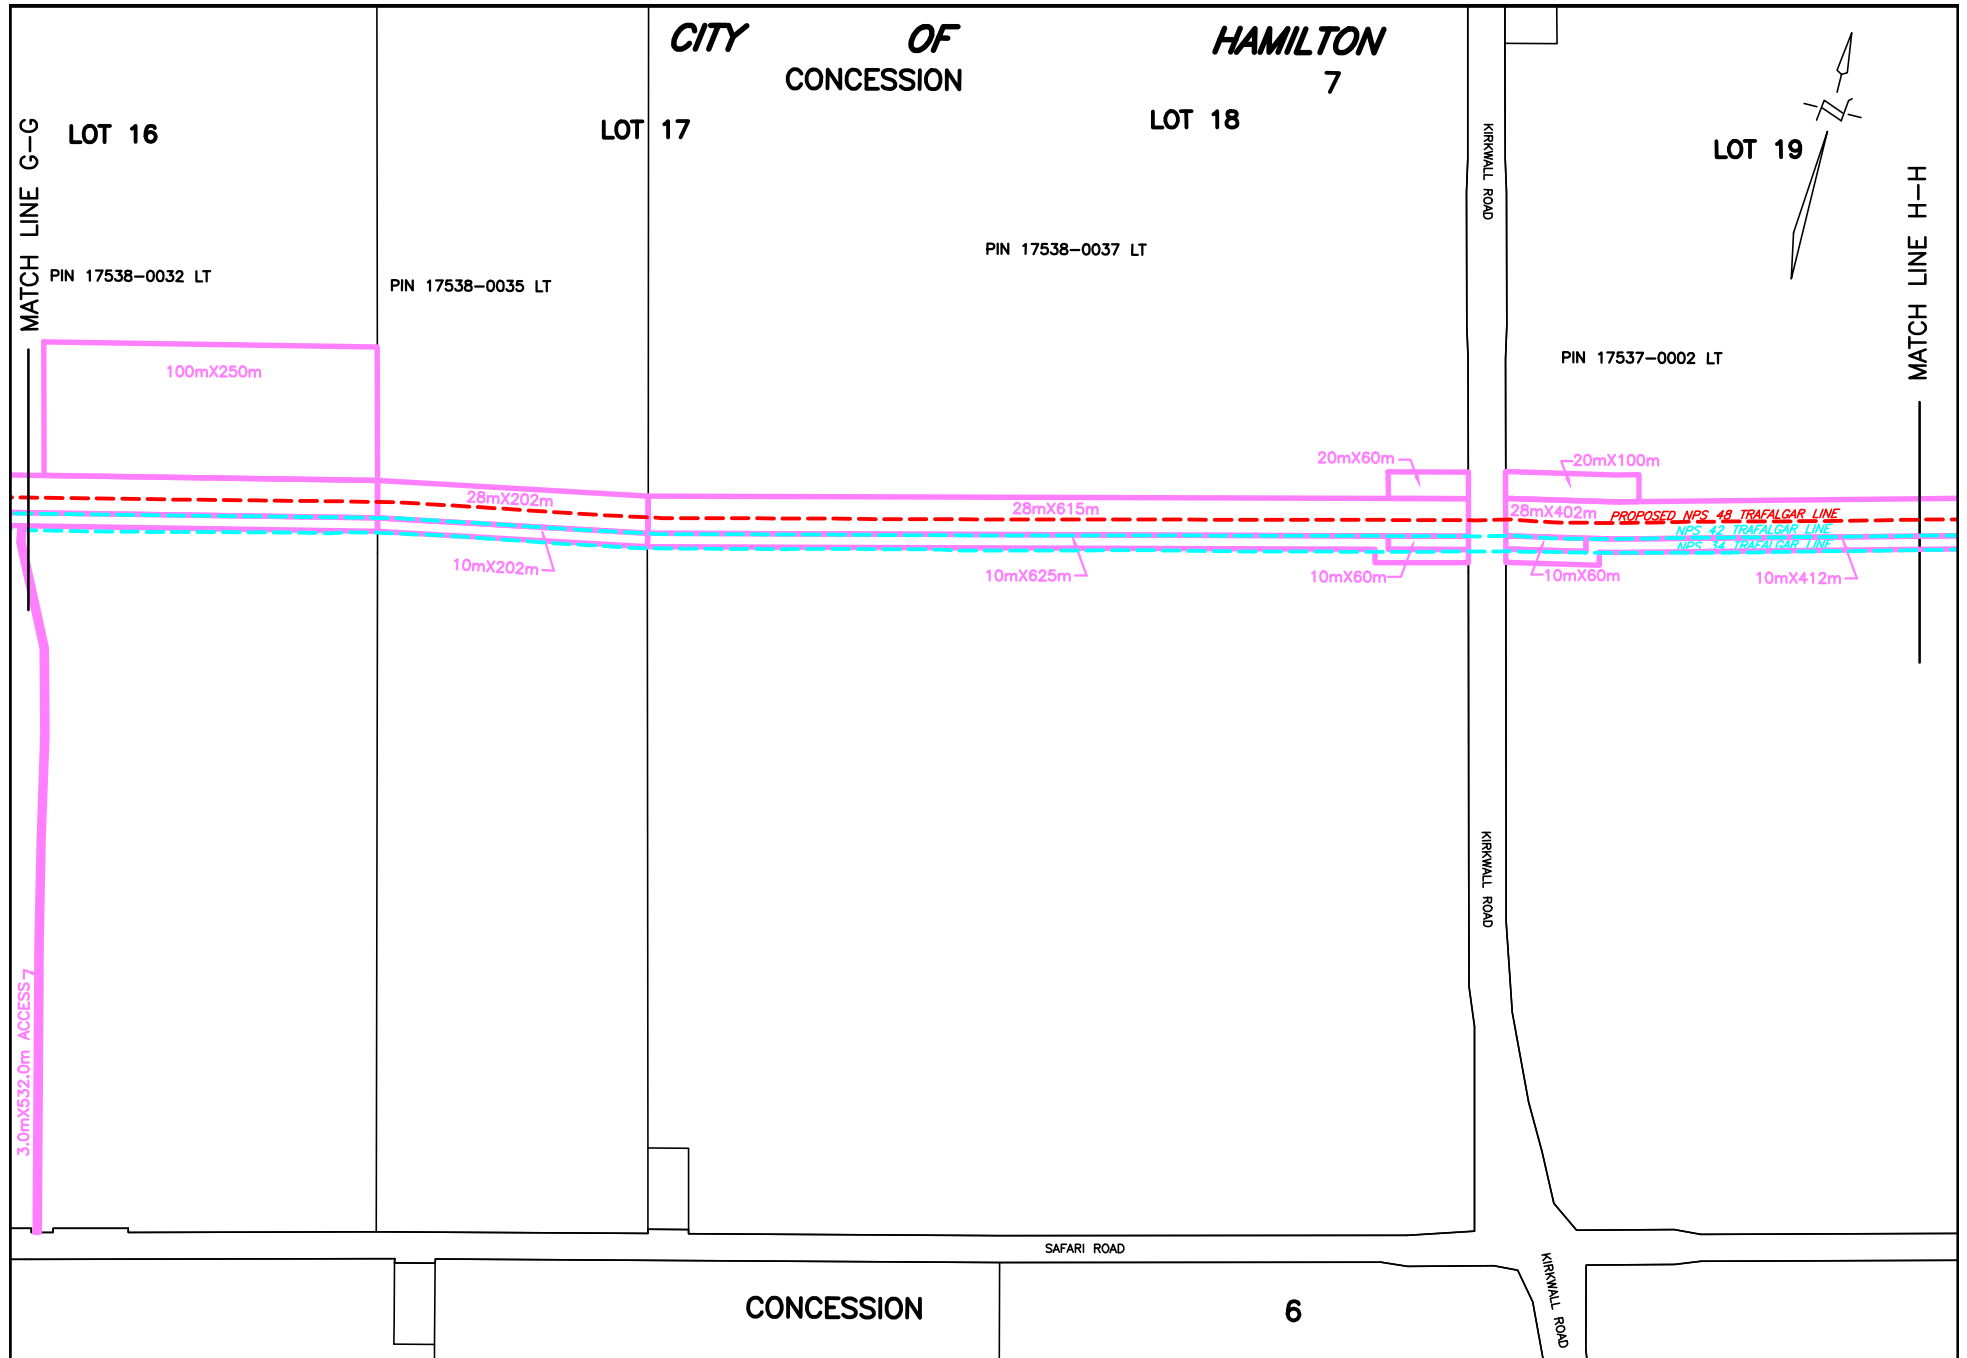 CITY OF HAMILTON
CONCESSION 7
LOT 16
LOT 17
LOT 18
LOT 19
MATCH LINE G-G
MATCH LINE H-H
KIRKWALL ROAD
PIN 17538-0032 LT
PIN 17538-0035 LT
PIN 17538-0037 LT
PIN 17537-0002 LT
100mX250m
20mX60m
20mX100m
28mX202m
28mX615m
28mX402m
PROPOSED NPS 48 TRAFALGAR LINE
NPS 42 TRAFALGAR LINE
NPS 34 TRAFALGAR LINE
10mX202m
10mX625m
10mX60m
10mX60m
10mX412m
KIRKWALL ROAD
3.0mX532.0m ACCESS
SAFARI ROAD
KIRKWALL ROAD
CONCESSION 6